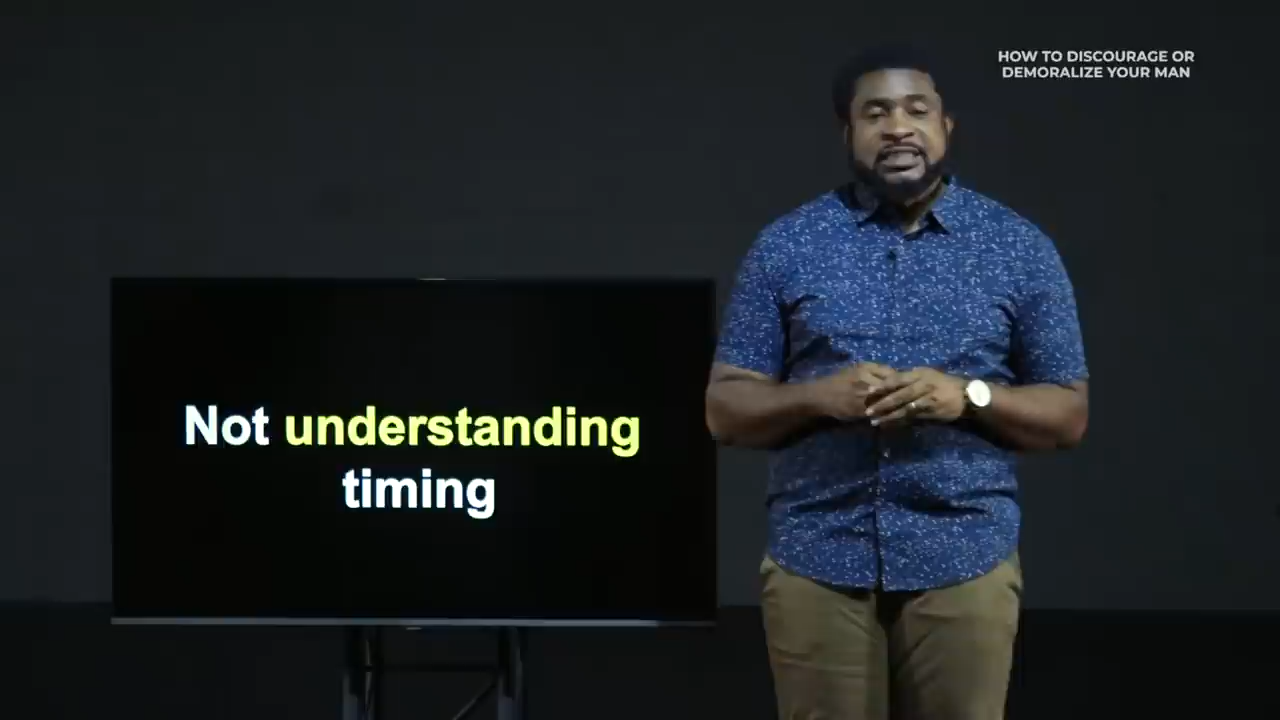 HOW TO DISCOURAGE OR
DEMORALIZE YOUR MAN
Not understanding
timing